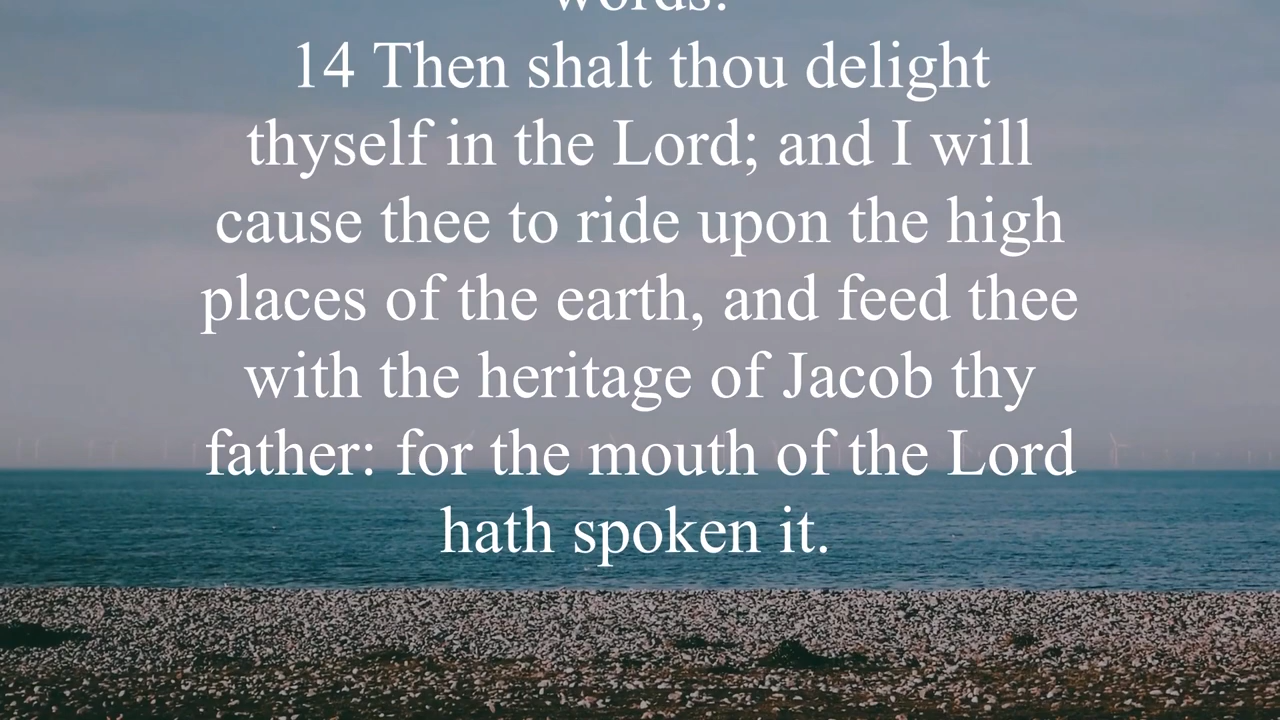 words:
14 Then shalt thou delight
thyself in the Lord; and I will
cause thee to ride upon the high
places of the earth, and feed thee
with the heritage of Jacob thy
father: for the mouth of the Lord
hath spoken it.